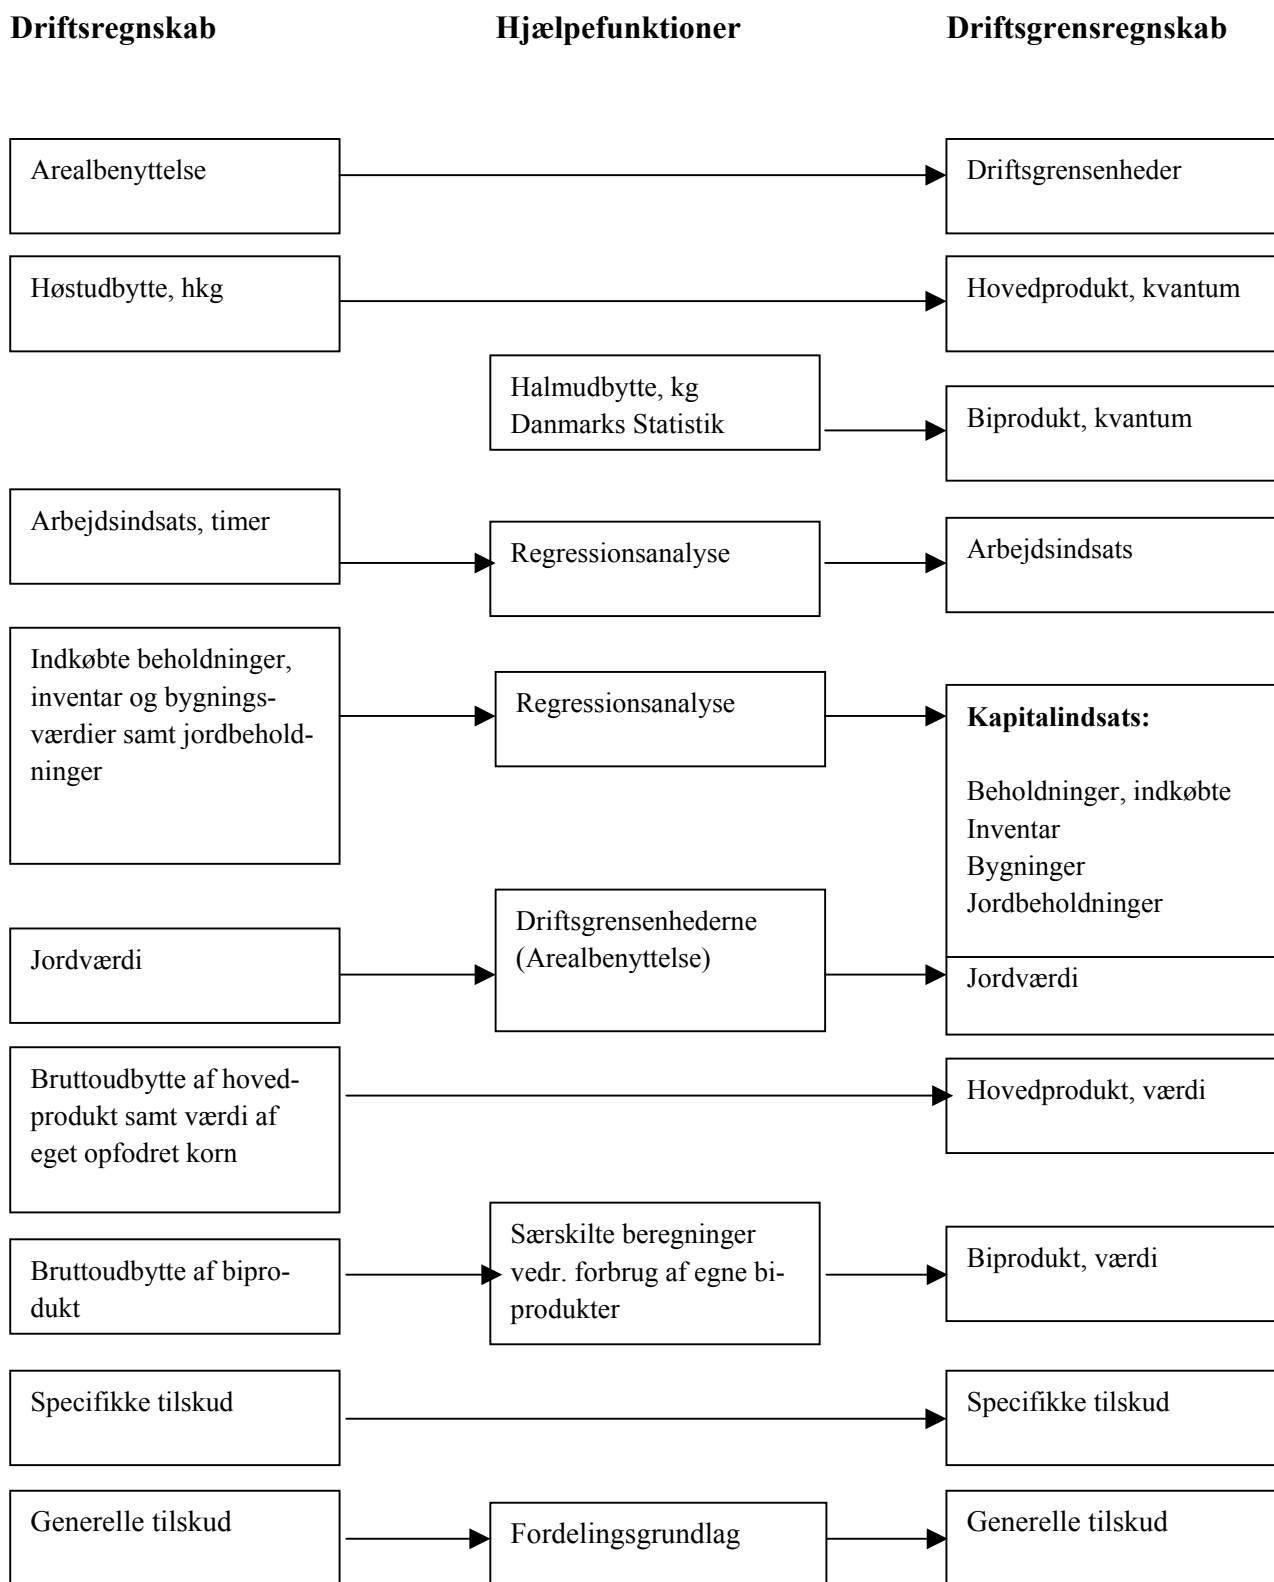 Driftsregnskab
Hjælpefunktioner
Driftsgrensregnskab
Arealbenyttelse
Driftsgrensenheder
Høstudbytte, hkg
Hovedprodukt, kvantum
Halmudbytte, kg
Danmarks Statistik
Biprodukt, kvantum
Arbejdsindsats, timer
Regressionsanalyse
Arbejdsindsats
Indkøbte beholdninger,
inventar og bygnings-
værdier samt jordbehold-
ninger
Regressionsanalyse
Kapitalindsats:
Beholdninger, indkøbte
Inventar
Bygninger
Jordbeholdninger
Jordværdi
Driftsgrensenhederne
(Arealbenyttelse)
Jordværdi
Bruttoudbytte af hoved-
produkt samt værdi af
eget opfodret korn
Hovedprodukt, værdi
Bruttoudbytte af bipro-
dukt
Særskilte beregninger
vedr. forbrug af egne bi-
produkter
Biprodukt, værdi
Specifikke tilskud
Specifikke tilskud
Generelle tilskud
Fordelingsgrundlag
Generelle tilskud